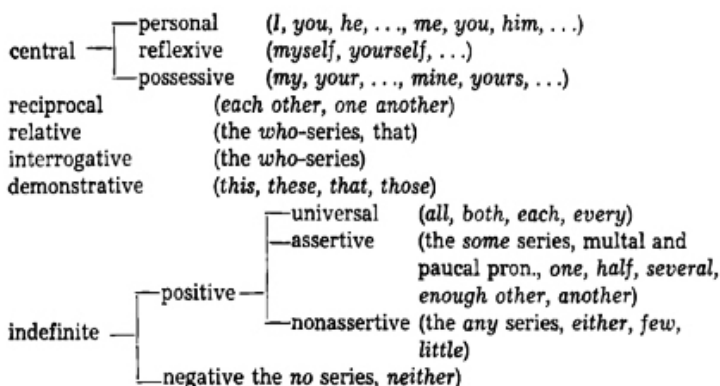 personal (I, you, he, . . ., me, you, him, . . .)
central reflexive (myself, yourself, . . .)
possessive (my, your, . . ., mine, yours, . . .)
reciprocal (each other, one another)
relative (the who-series, that)
interrogative (the who-series)
demonstrative (this, these, that, those)
universal (all, both, each, every)
assertive (the some series, multal and
paucal pron., one, half, several,
enough other, another)
positive
nonassertive (the any series, either, few,
indefinite little)
negative the no series, neither)